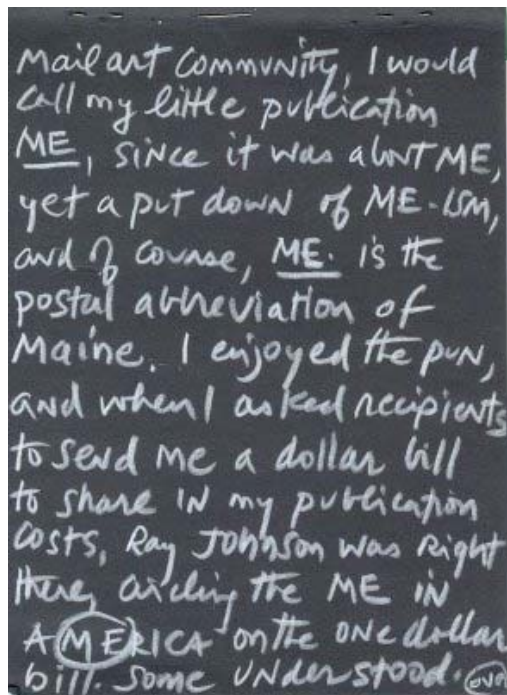 Mail art Community, I would
call my little publication
ME, since it was about ME,
yet a put down of ME-ISM,
and of course, ME. is the
postal abbreviation of
Maine. I enjoyed the pun,
and when I asked recipients
to send me a dollar bill
to share in my publication
costs, Ray Johnson was right
there, circling the ME in
AMERICA on the one dollar
bill. Some understood.